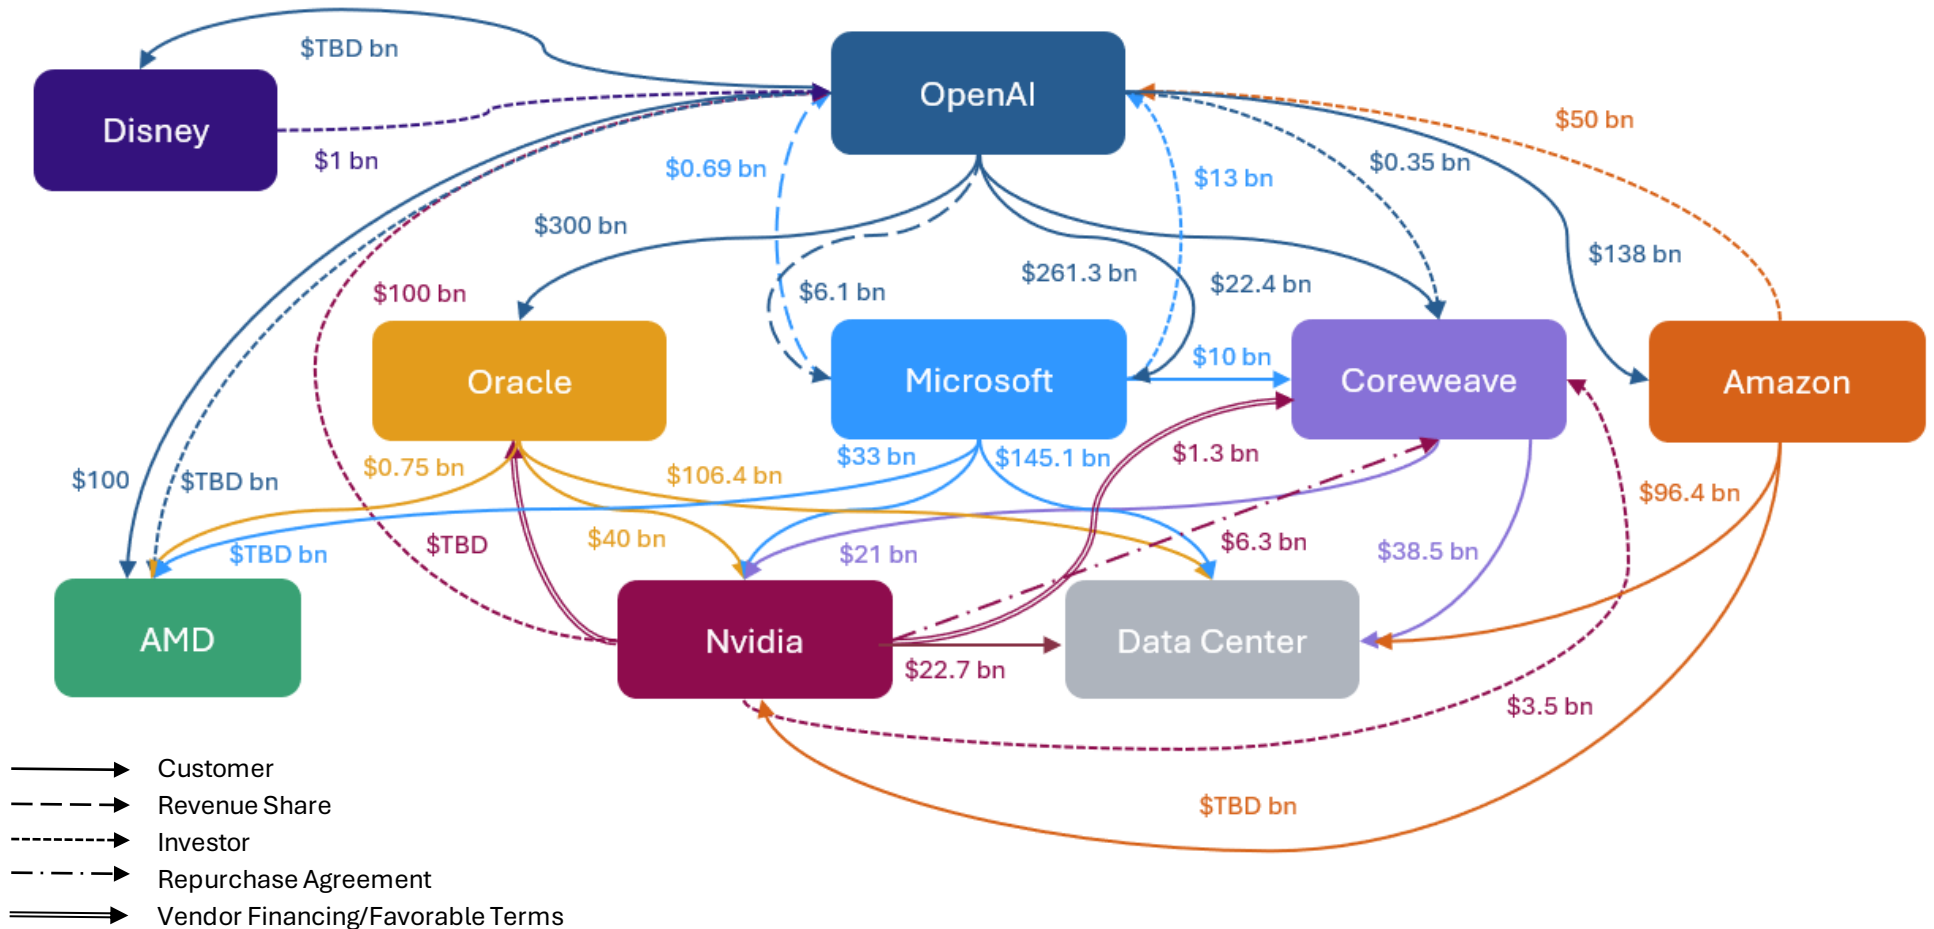 $TBD bn
OpenAI
Disney
$1 bn
$50 bn
$0.69 bn
$13 bn
$0.35 bn
$300 bn
$138 bn
$100 bn
$6.1 bn
$261.3 bn
$22.4 bn
Oracle
Microsoft
$10 bn
Coreweave
Amazon
$100
$TBD bn
$0.75 bn
$106.4 bn
$33 bn
$145.1 bn
$1.3 bn
$96.4 bn
$TBD bn
$TBD
$40 bn
$21 bn
$6.3 bn
$38.5 bn
AMD
Nvidia
$22.7 bn
Data Center
$3.5 bn
$TBD bn
Customer
Revenue Share
Investor
Repurchase Agreement
Vendor Financing/Favorable Terms